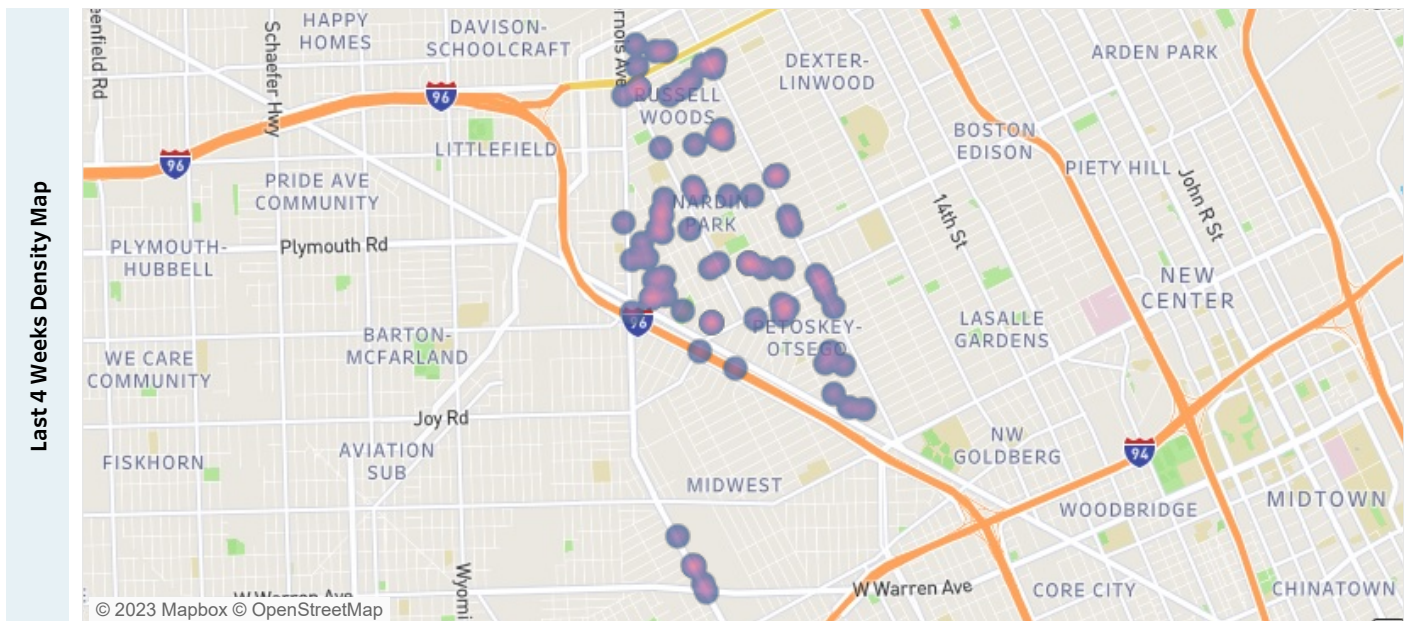 Last 4 Weeks Density Map
HAPPY
HOMES
DAVISON-
SCHOOLCRAFT
Schaefer Hwy
96
96
LITTLEFIELD
PRIDE AVE
COMMUNITY
PLYMOUTH-
HUBBELL
Plymouth Rd
BARTON-
MCFARLAND
WE CARE
COMMUNITY
Joy Rd
FISKHORN
AVIATION
SUB
RUSSELL
WOODS
DEXTER-
LINWOOD
ARDEN PARK
BOSTON
EDISON
PIETY HILL
John R St
14th St
NARDIN
PARK
NEW
CENTER
96
PETOSKEY-
OTSEGO
LASALLE
GARDENS
NW
GOLDBERG
94
MIDWEST
WOODBRIDGE
MIDTOWN
W Warren Ave
W Warren Ave
CORE CITY
CHINATOWN
© 2023 Mapbox © OpenStreetMap